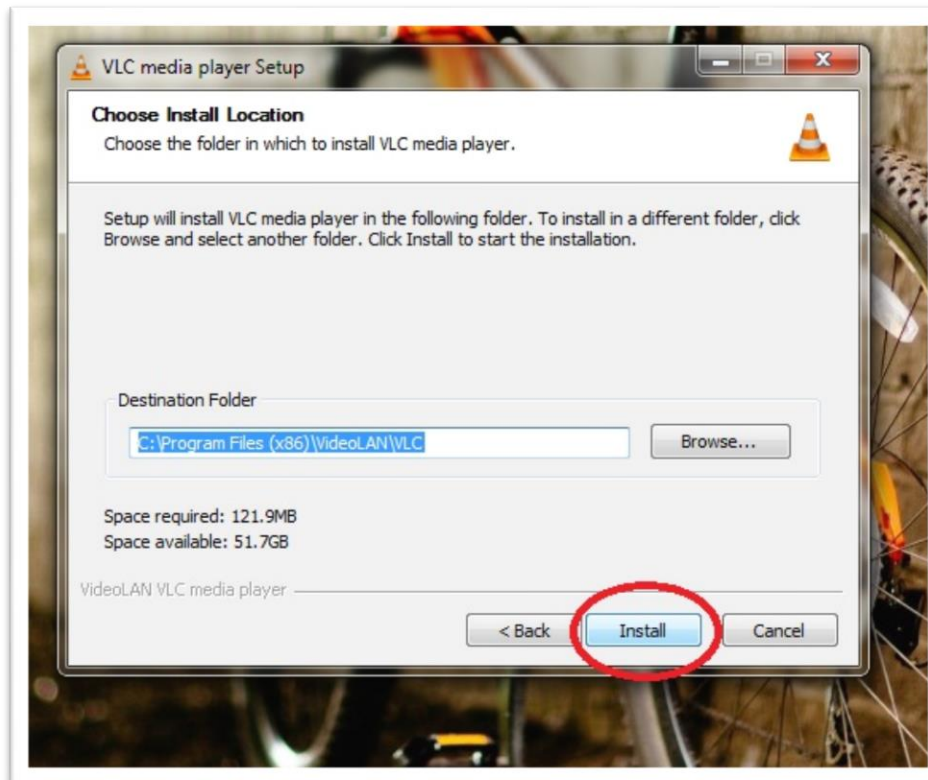 VLC media player Setup
Choose Install Location
Choose the folder in which to install VLC media player.
Setup will install VLC media player in the following folder. To install in a different folder, click
Browse and select another folder. Click Install to start the installation.
Destination Folder
C:\Program Files (x86)\VideoLAN\VLC
Browse...
Space required: 121.9MB
Space available: 51.7GB
VideoLAN VLC media player
< Back
Install
Cancel